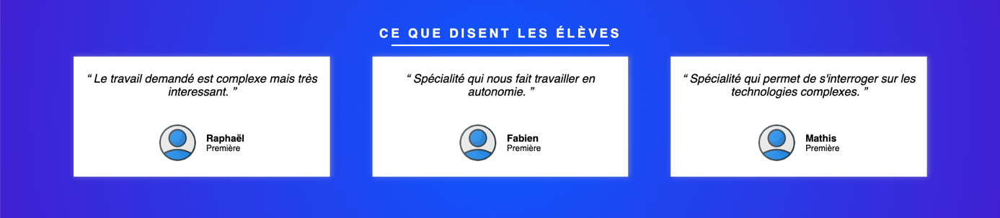 CE QUE DISENT LES ÉLÈVES
“ Le travail demandé est complexe mais très
interessant. ”
Raphaël
Première
“ Spécialité qui nous fait travailler en
autonomie. ”
Fabien
Première
“ Spécialité qui permet de s'interroger sur les
technologies complexes. ”
Mathis
Première